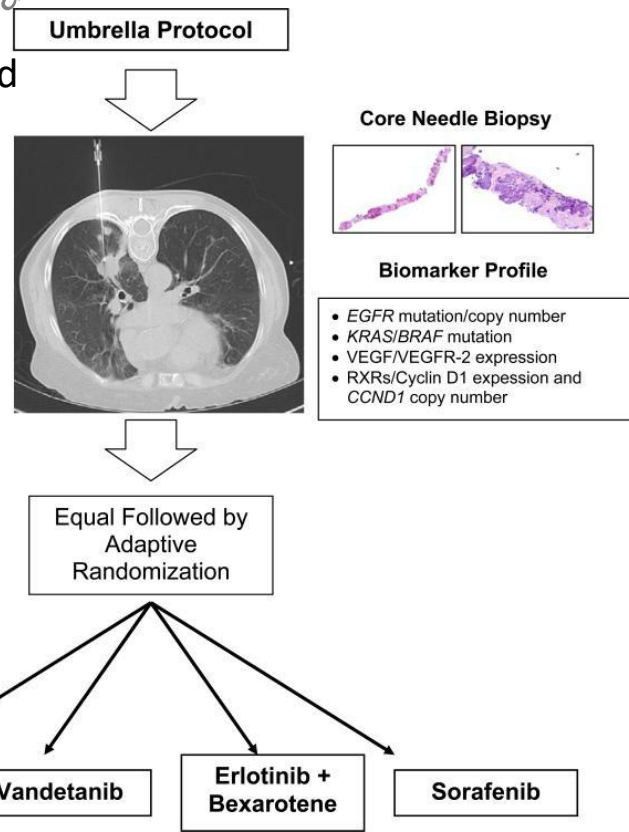 Umbrella Protocol
d
Core Needle Biopsy
Biomarker Profile
• EGFR mutation/copy number
• KRAS/BRAF mutation
• VEGF/VEGFR-2 expression
• RXRs/Cyclin D1 expession and
CCND1 copy number
Equal Followed by
Adaptive
Randomization
Vandetanib
Erlotinib +
Bexarotene
Sorafenib